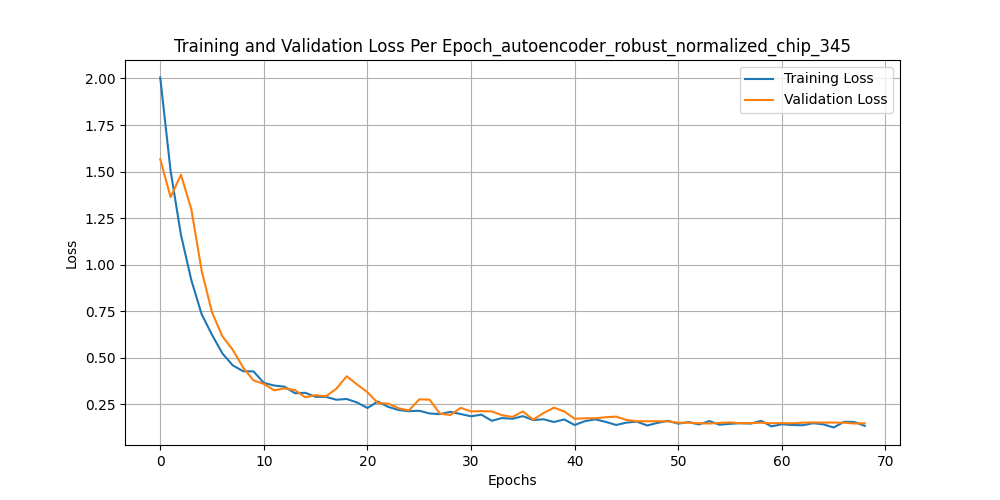 Training and Validation Loss Per Epoch_autoencoder_robust_normalized_chip_345
Training Loss
Validation Loss
Loss
2.00
1.75
1.50
1.25
1.00
0.75
0.50
0.25
0 10 20 30 40 50 60 70
Epochs